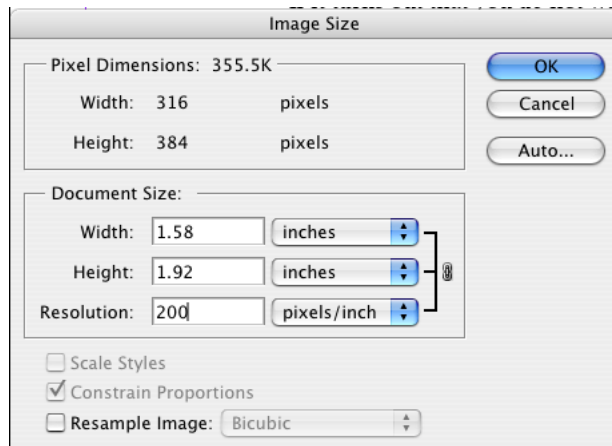 Image Size
Pixel Dimensions: 355.5K
Width: 316 pixels
Height: 384 pixels
OK
Cancel
Auto...
Document Size:
Width: 1.58 inches
Height: 1.92 inches
Resolution: 200 pixels/inch
Scale Styles
Constrain Proportions
Resample Image: Bicubic